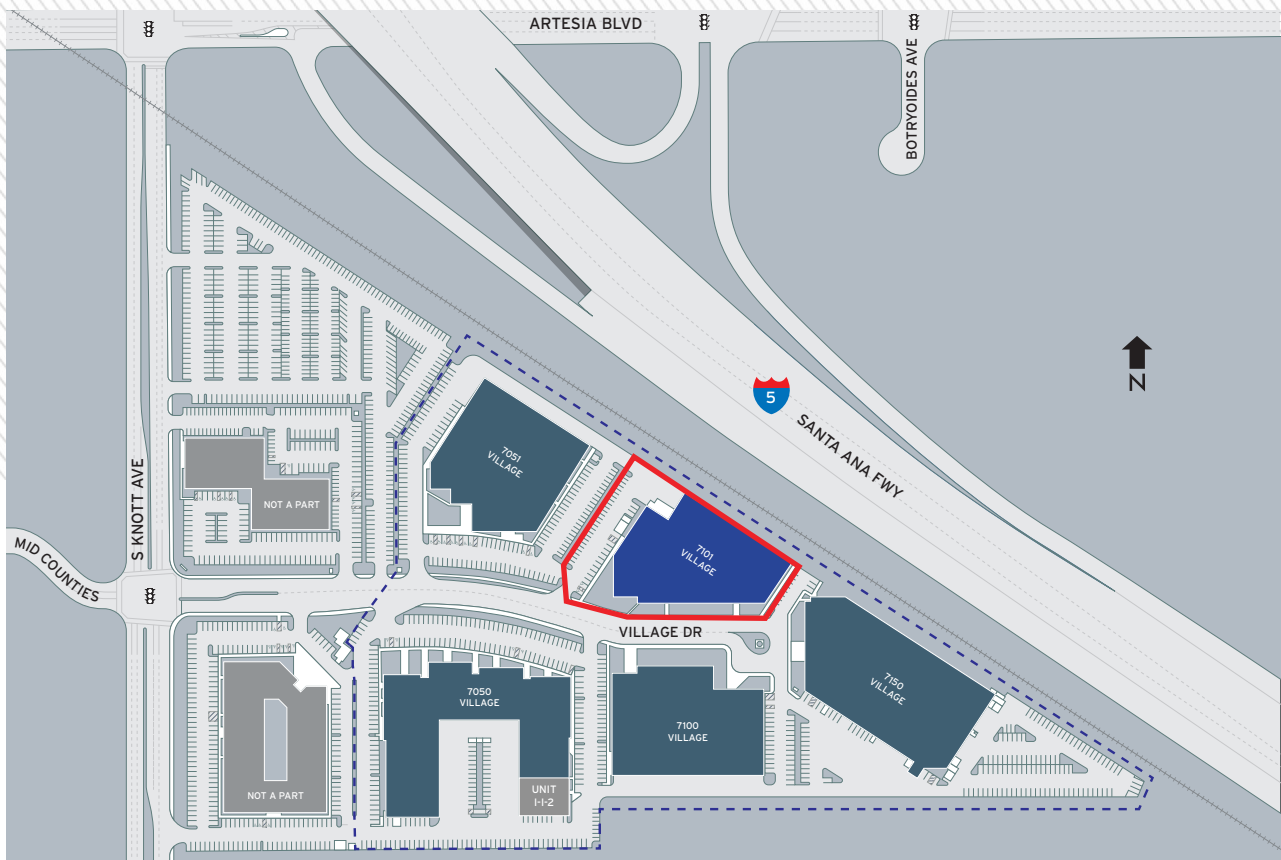 ARTESIA BLVD
BOTRYOIDES AVE
5
SANTA ANA FWY
N
S KNOTT AVE
MID COUNTIES
7051
VILLAGE
NOT A PART
7101
VILLAGE
VILLAGE DR
7150
VILLAGE
7050
VILLAGE
7100
VILLAGE
UNIT
1-1-2
NOT A PART